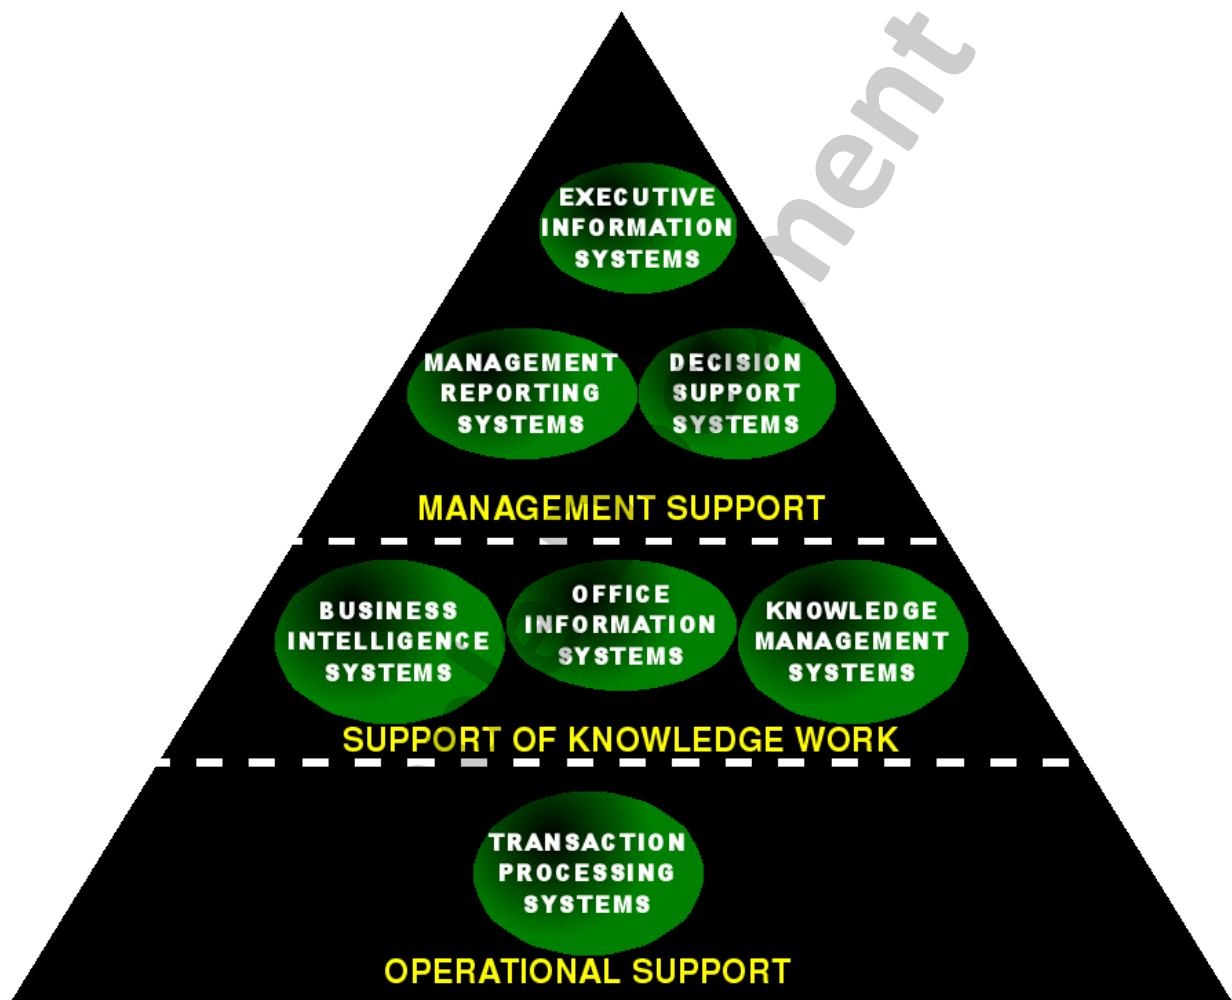 EXECUTIVE
INFORMATION
SYSTEMS
MANAGEMENT
REPORTING
SYSTEMS
DECISION
SUPPORT
SYSTEMS
MANAGEMENT SUPPORT
BUSINESS
INTELLIGENCE
SYSTEMS
OFFICE
INFORMATION
SYSTEMS
KNOWLEDGE
MANAGEMENT
SYSTEMS
SUPPORT OF KNOWLEDGE WORK
TRANSACTION
PROCESSING
SYSTEMS
OPERATIONAL SUPPORT